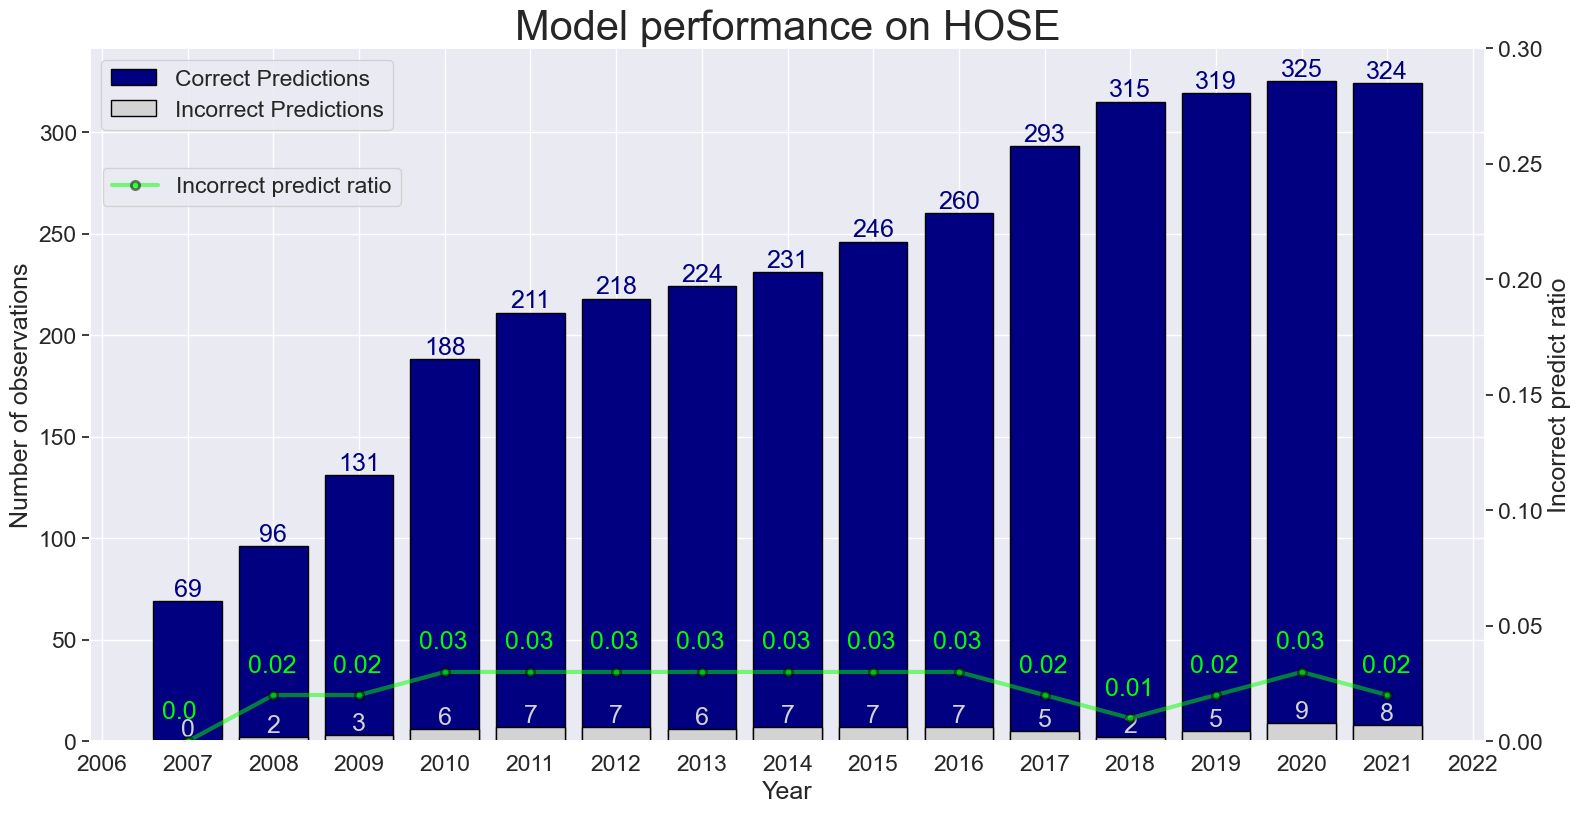 Model performance on HOSE
Correct Predictions
Incorrect Predictions
Incorrect predict ratio
Number of observations
300
250
200
150
100
50
0
0.30
0.25
0.20
0.15
0.10
0.05
0.00
Incorrect predict ratio
69 96 131 188 211 218 224 231 246 260 293 315 319 325 324
0.0 0.02 0.02 0.03 0.03 0.03 0.03 0.03 0.03 0.03 0.02 0.01 0.02 0.03 0.02
0 2 3 6 7 7 6 7 7 7 5 2 5 9 8
2006 2007 2008 2009 2010 2011 2012 2013 2014 2015 2016 2017 2018 2019 2020 2021 2022
Year